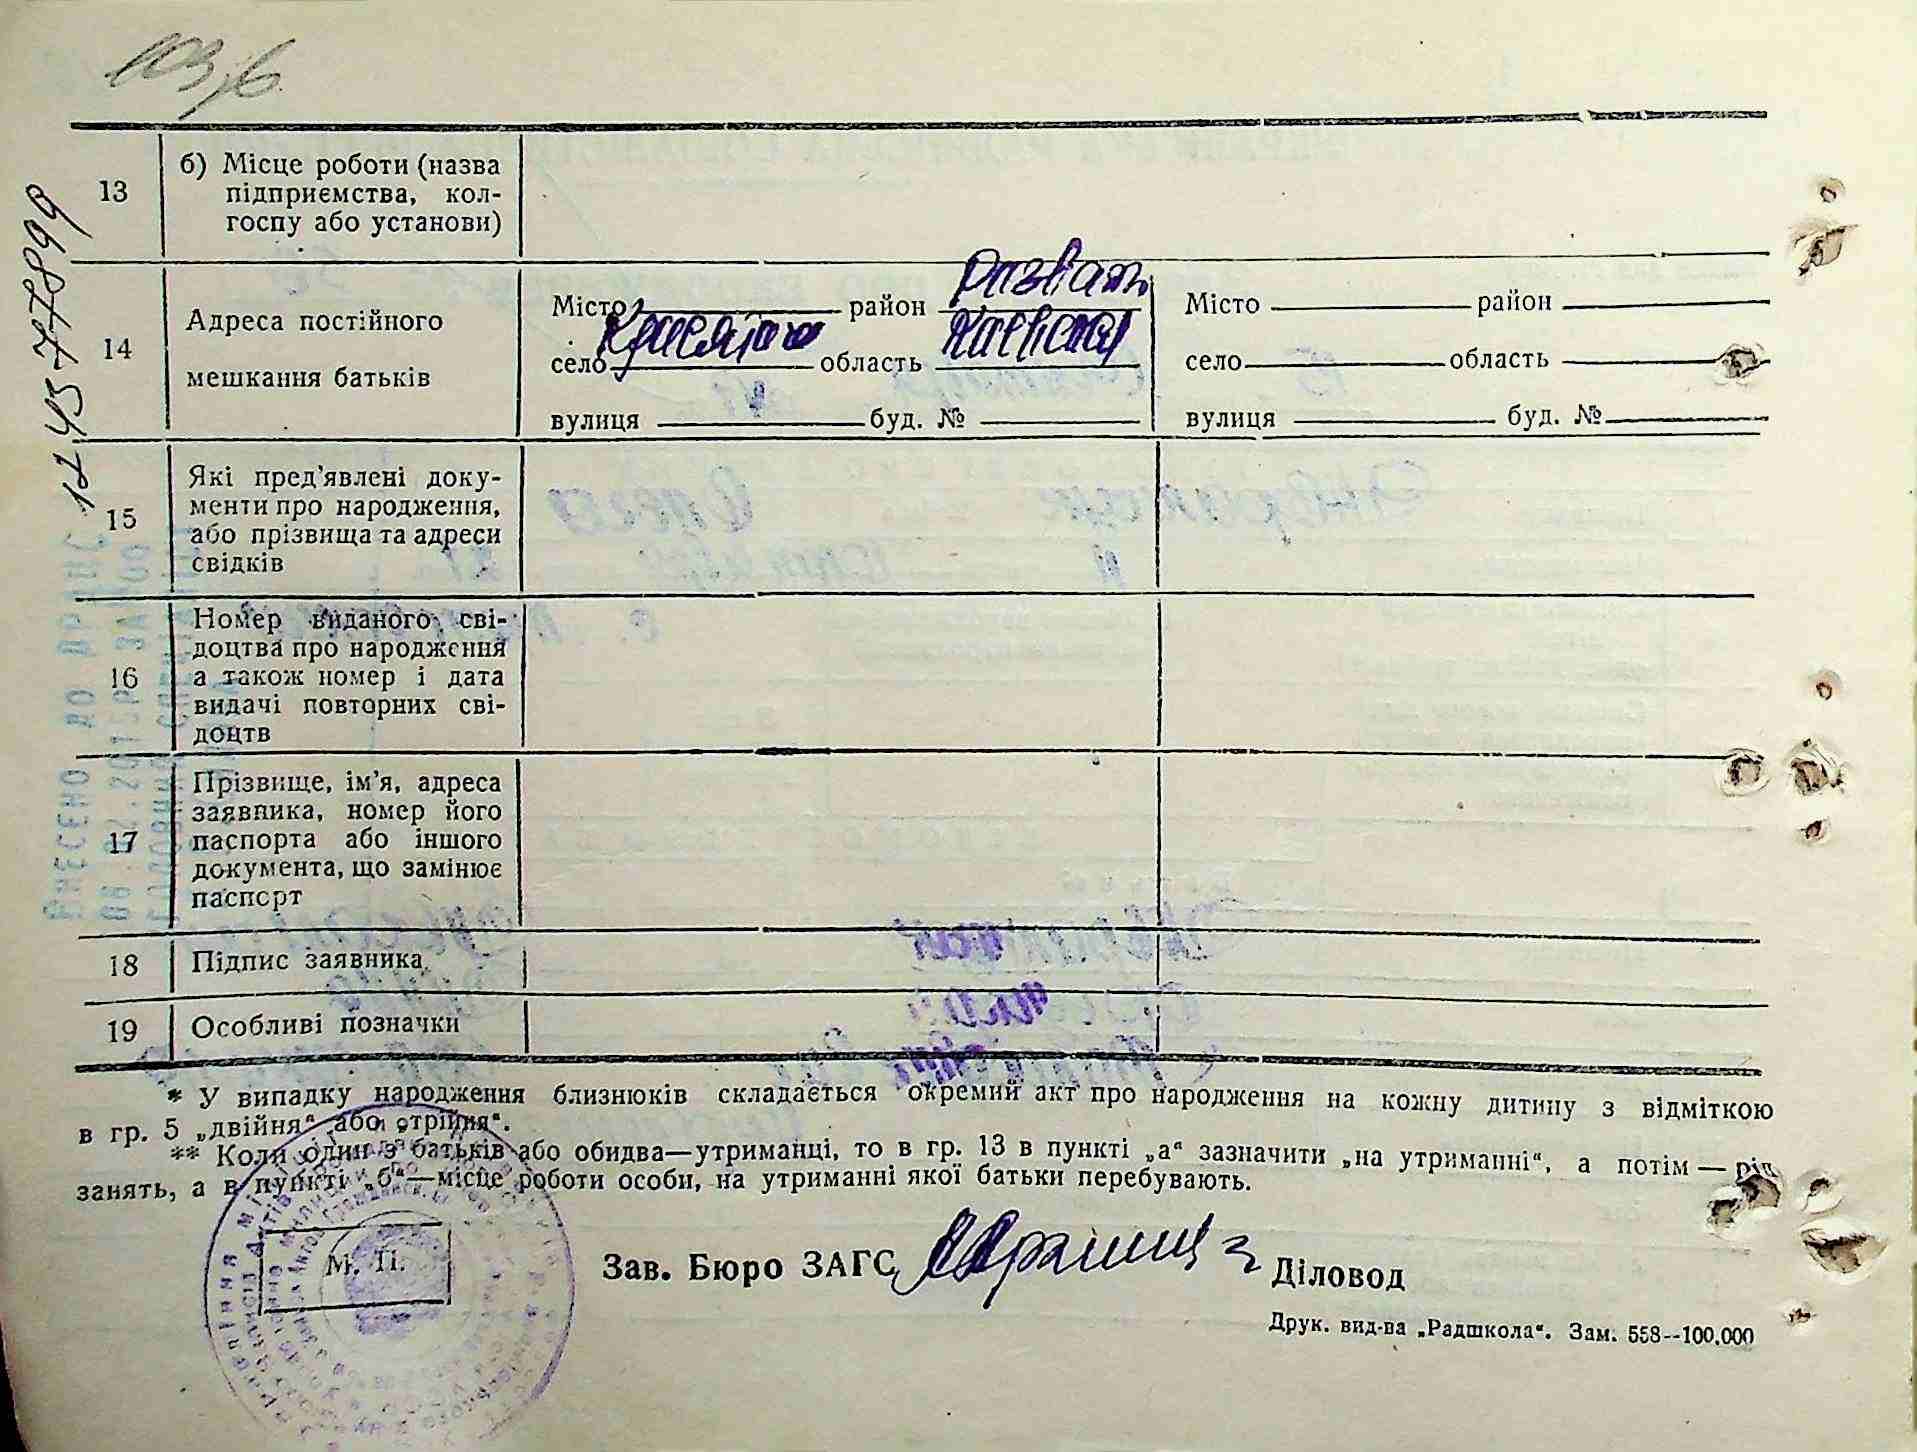 13
б) Місце роботи (назва
підприємства, кол-
госпу або установи)
14
Адреса постійного
мешкання батьків
Місто район Розваж.
село область Київська
вулиця буд. №
Місто район
село область
вулиця буд. №
15
Які пред'явлені доку-
менти про народження,
або прізвища та адреси
свідків
16
Номер виданого сві-
доцтва про народження
а також номер і дата
видачі повторних сві-
доцтв
17
Прізвище, ім'я, адреса
заявника, номер його
паспорта або іншого
документа, що замінює
паспорт
18
Підпис заявника
19
Особливі позначки
* У випадку народження близнюків складається окремий акт про народження на кожну дитину з відміткою
в гр. 5 „двійня“ або „трійня“.
** Коли один з батьків або обидва—утриманці, то в гр. 13 в пункті „а“ зазначити „на утриманні“, а потім — рід
занять, а в пункті „б“—місце роботи особи, на утриманні якої батьки перебувають.
М. П.
Зав. Бюро ЗАГС
Діловод
Друк. вид-ва „Радшкола“. Зам. 558--100.000